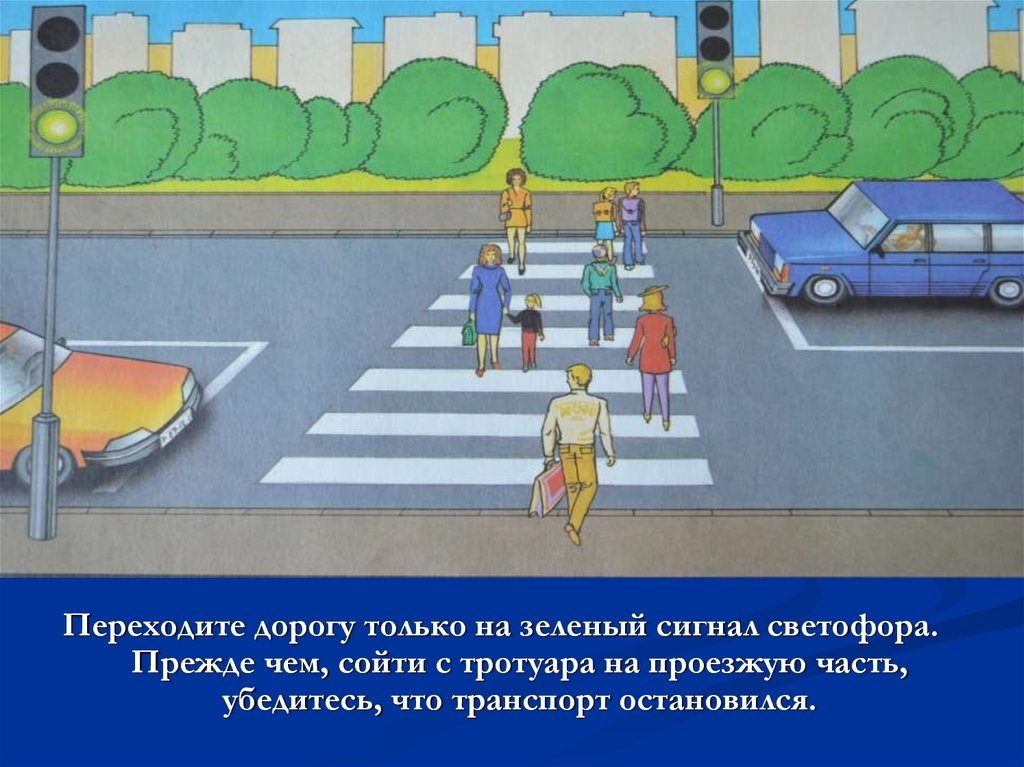 Переходите дорогу только на зеленый сигнал светофора.
Прежде чем, сойти с тротуара на проезжую часть,
убедитесь, что транспорт остановился.